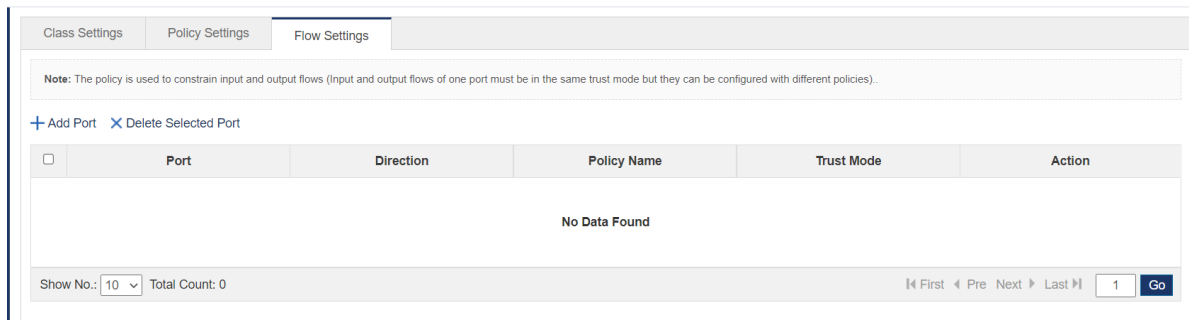 Class Settings Policy Settings Flow Settings
Note: The policy is used to constrain input and output flows (Input and output flows of one port must be in the same trust mode but they can be configured with different policies)..
Add Port Delete Selected Port
Port Direction Policy Name Trust Mode Action
No Data Found
Show No.: 10 Total Count: 0 First Pre Next Last 1 Go